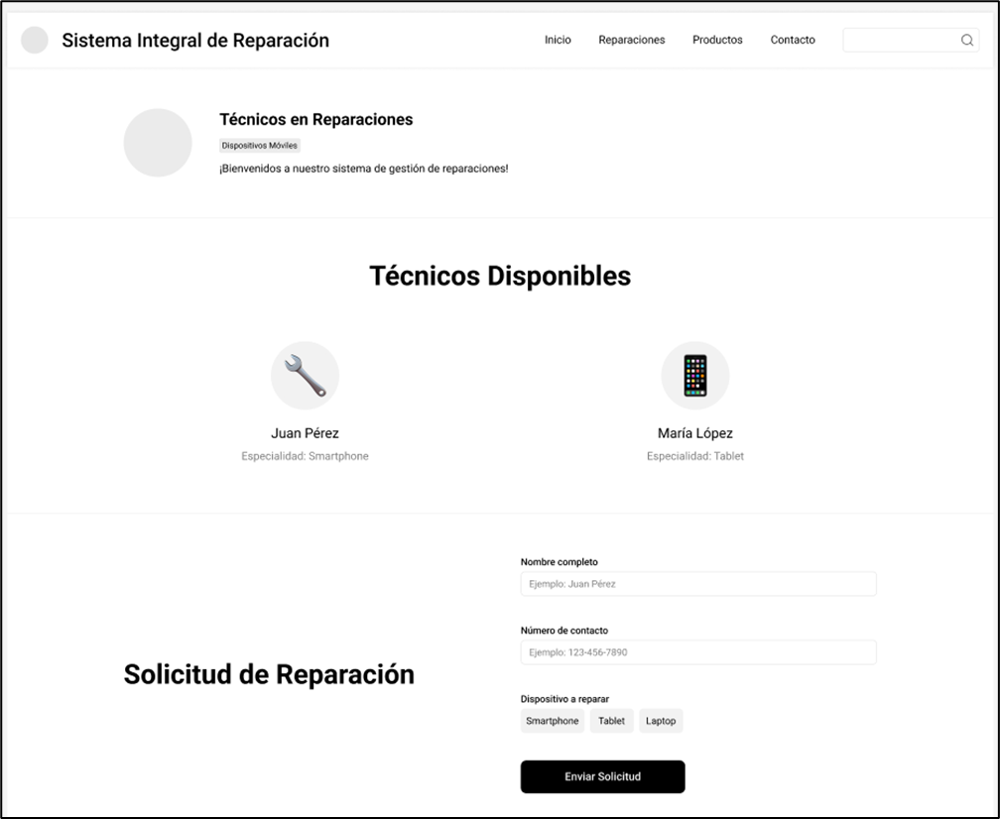 Sistema Integral de Reparación
Inicio Reparaciones Productos Contacto
Técnicos en Reparaciones
Dispositivos Móviles
¡Bienvenidos a nuestro sistema de gestión de reparaciones!
Técnicos Disponibles
Juan Pérez
Especialidad: Smartphone
María López
Especialidad: Tablet
Solicitud de Reparación
Nombre completo
Ejemplo: Juan Pérez
Número de contacto
Ejemplo: 123-456-7890
Dispositivo a reparar
Smartphone Tablet Laptop
Enviar Solicitud